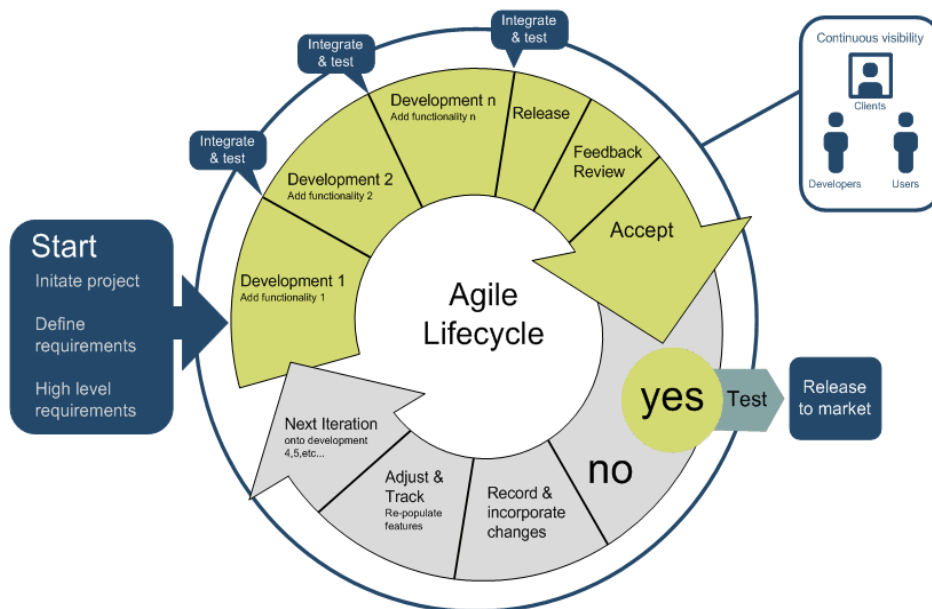 Integrate
& test
Integrate
& test
Integrate
& test
Continuous visibility
Clients
Developers
Users
Start
Initate project
Define
requirements
High level
requirements
Development 1
Add functionality 1
Development 2
Add functionality 2
Development n
Add functionality n
Release
Feedback
Review
Accept
Agile
Lifecycle
yes
Test
Release
to market
no
Record &
incorporate
changes
Adjust &
Track
Re-populate
features
Next Iteration
onto development
4,5,etc...